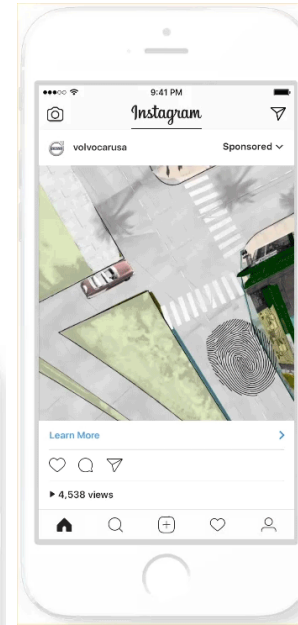 9:41 PM
Instagram
volvocarusa
Sponsored
Learn More
4,538 views